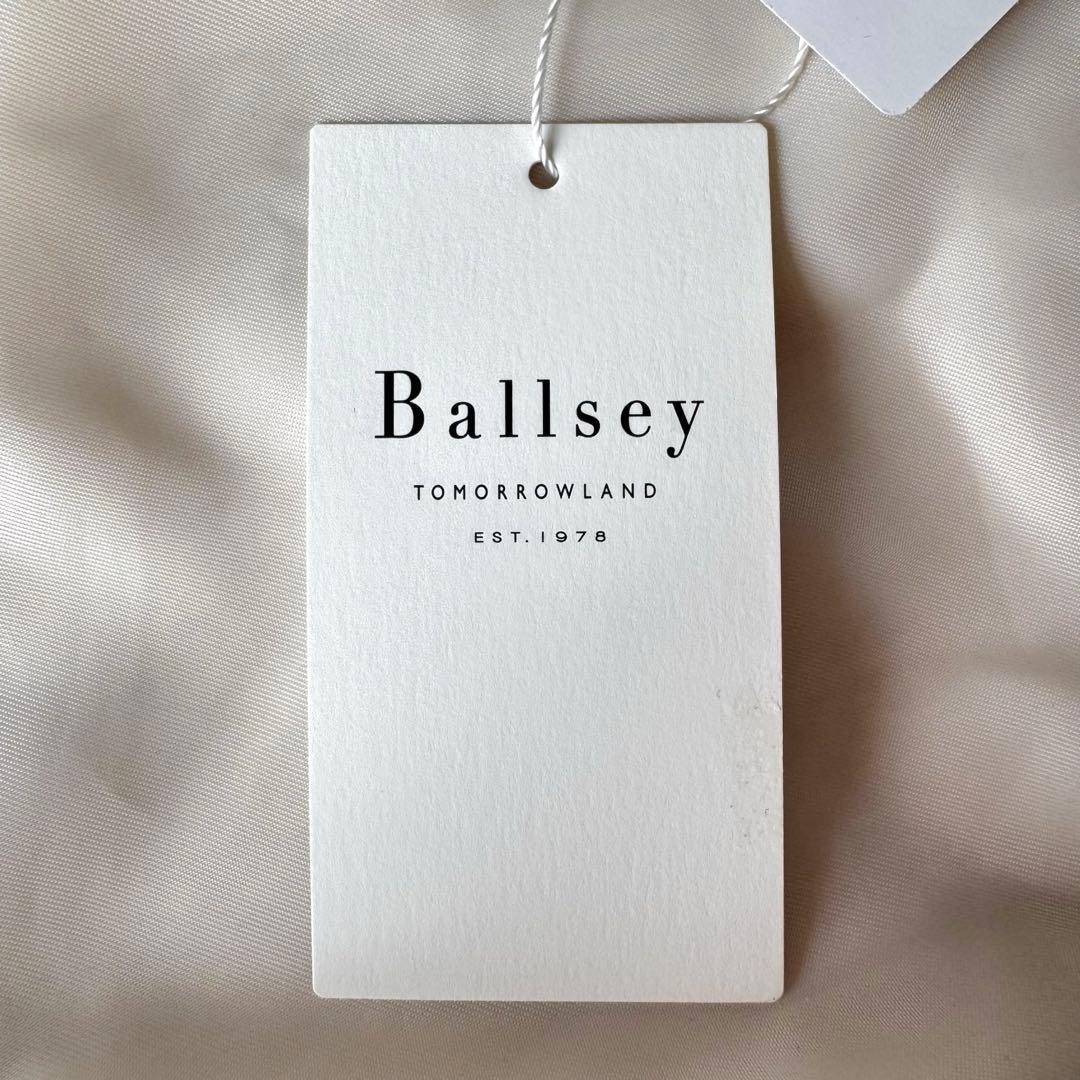 Ballsey
TOMORROWLAND
EST. 1978